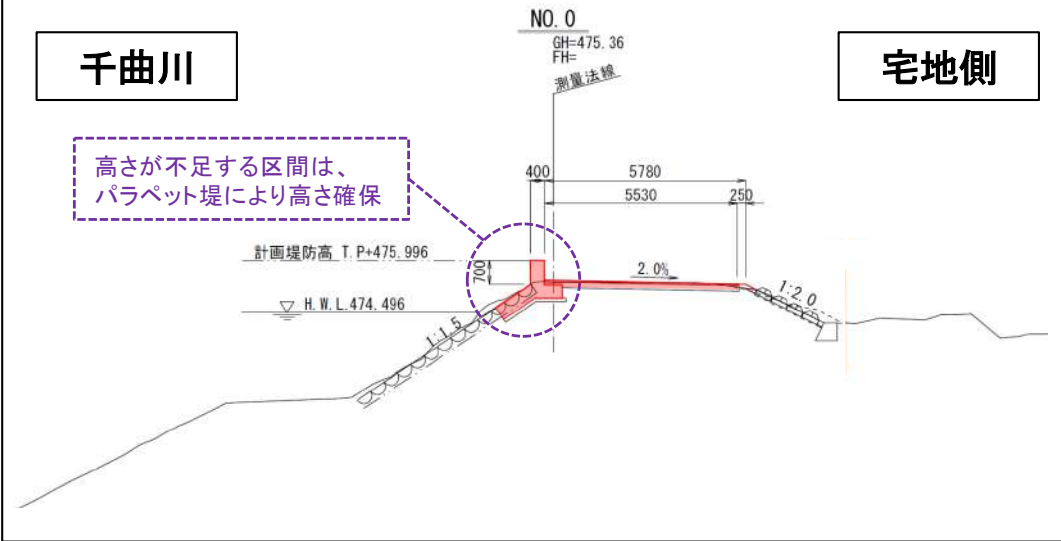 NO.0
GH=475.36
FH=
測量法線
千曲川
宅地側
高さが不足する区間は、
パラペット堤により高さ確保
400
5780
5530
250
計画堤防高 T.P+475.996
700
2.0%
H.W.L.474.496
1:1.5
1:2.0